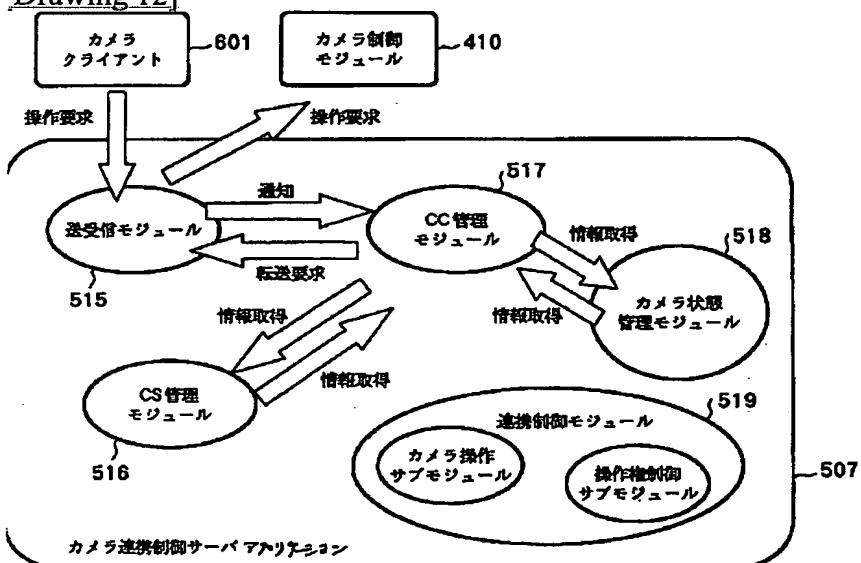 Drawing 12]
カメラ
クライアント
601
カメラ制御
モジュール
410
操作要求
操作要求
517
送受信モジュール
通知
CC管理
モジュール
情報取得
518
転送要求
515
情報取得
情報取得
カメラ状態
管理モジュール
情報取得
CS管理
モジュール
516
519
連携制御モジュール
カメラ操作
サブモジュール
操作権制御
サブモジュール
507
カメラ連携制御サーバアプリケーション